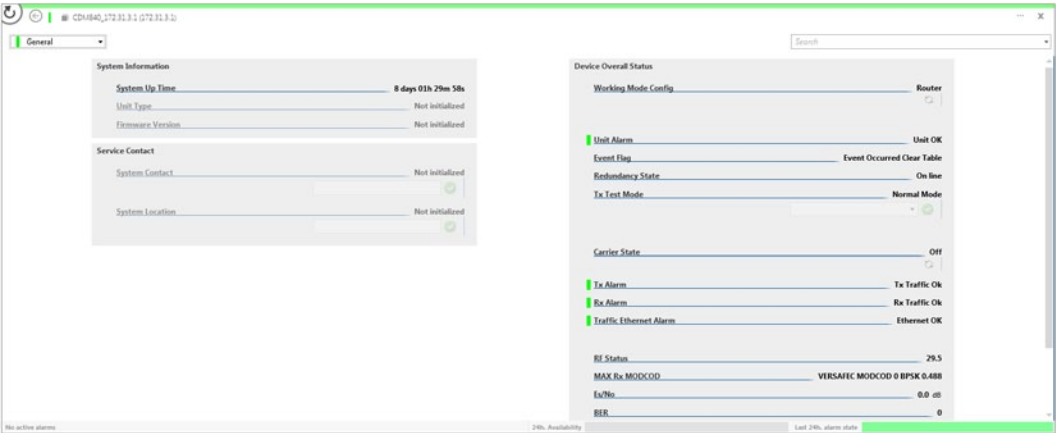 CDM840_172.31.3.1 (172.31.3.1)
General
Search
System Information
System Up Time 8 days 01h 29m 58s
Unit Type Not initialized
Firmware Version Not initialized
Service Contact
System Contact Not initialized
System Location Not initialized
Device Overall Status
Working Mode Config Router
Unit Alarm Unit OK
Event Flag Event Occurred Clear Table
Redundancy State On line
Tx Test Mode Normal Mode
Carrier State Off
Tx Alarm Tx Traffic Ok
Rx Alarm Rx Traffic Ok
Traffic Ethernet Alarm Ethernet OK
RF Status 29.5
MAX Rx MODCOD VERSAFEC MODCOD 0 BPSK 0.488
Es/No 0.0 dB
BER 0
No active alarms 24h. Availability Last 24h. alarm state